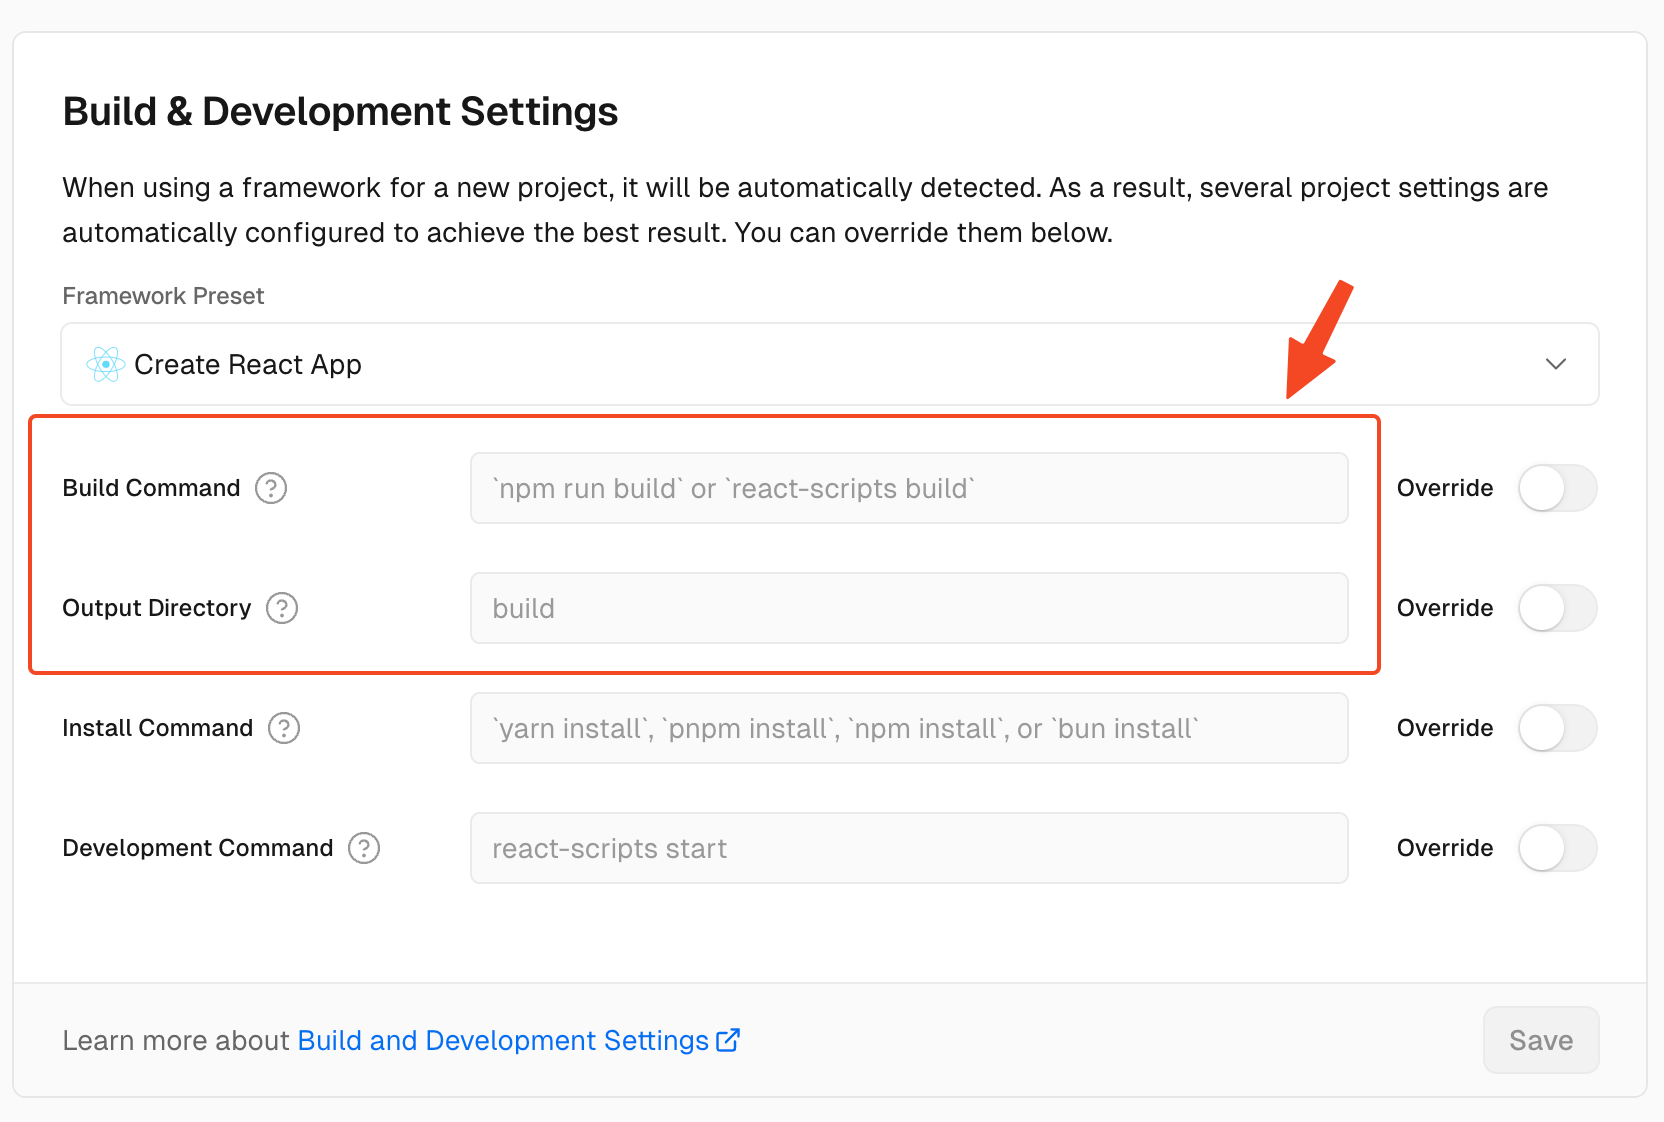 Build & Development Settings
When using a framework for a new project, it will be automatically detected. As a result, several project settings are
automatically configured to achieve the best result. You can override them below.
Framework Preset
Create React App
Build Command ?
`npm run build` or `react-scripts build`
Override
Output Directory ?
build
Override
Install Command ?
`yarn install`, `pnpm install`, `npm install`, or `bun install`
Override
Development Command ?
react-scripts start
Override
Learn more about Build and Development Settings
Save